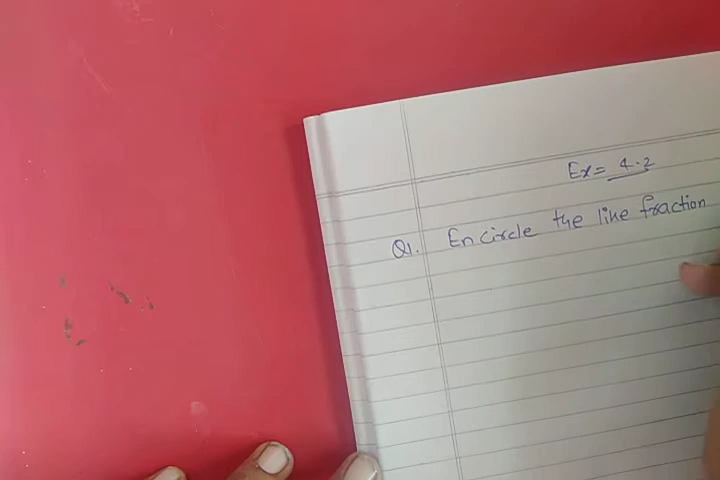 Ex= 4.2
Q1. Encircle the like fraction